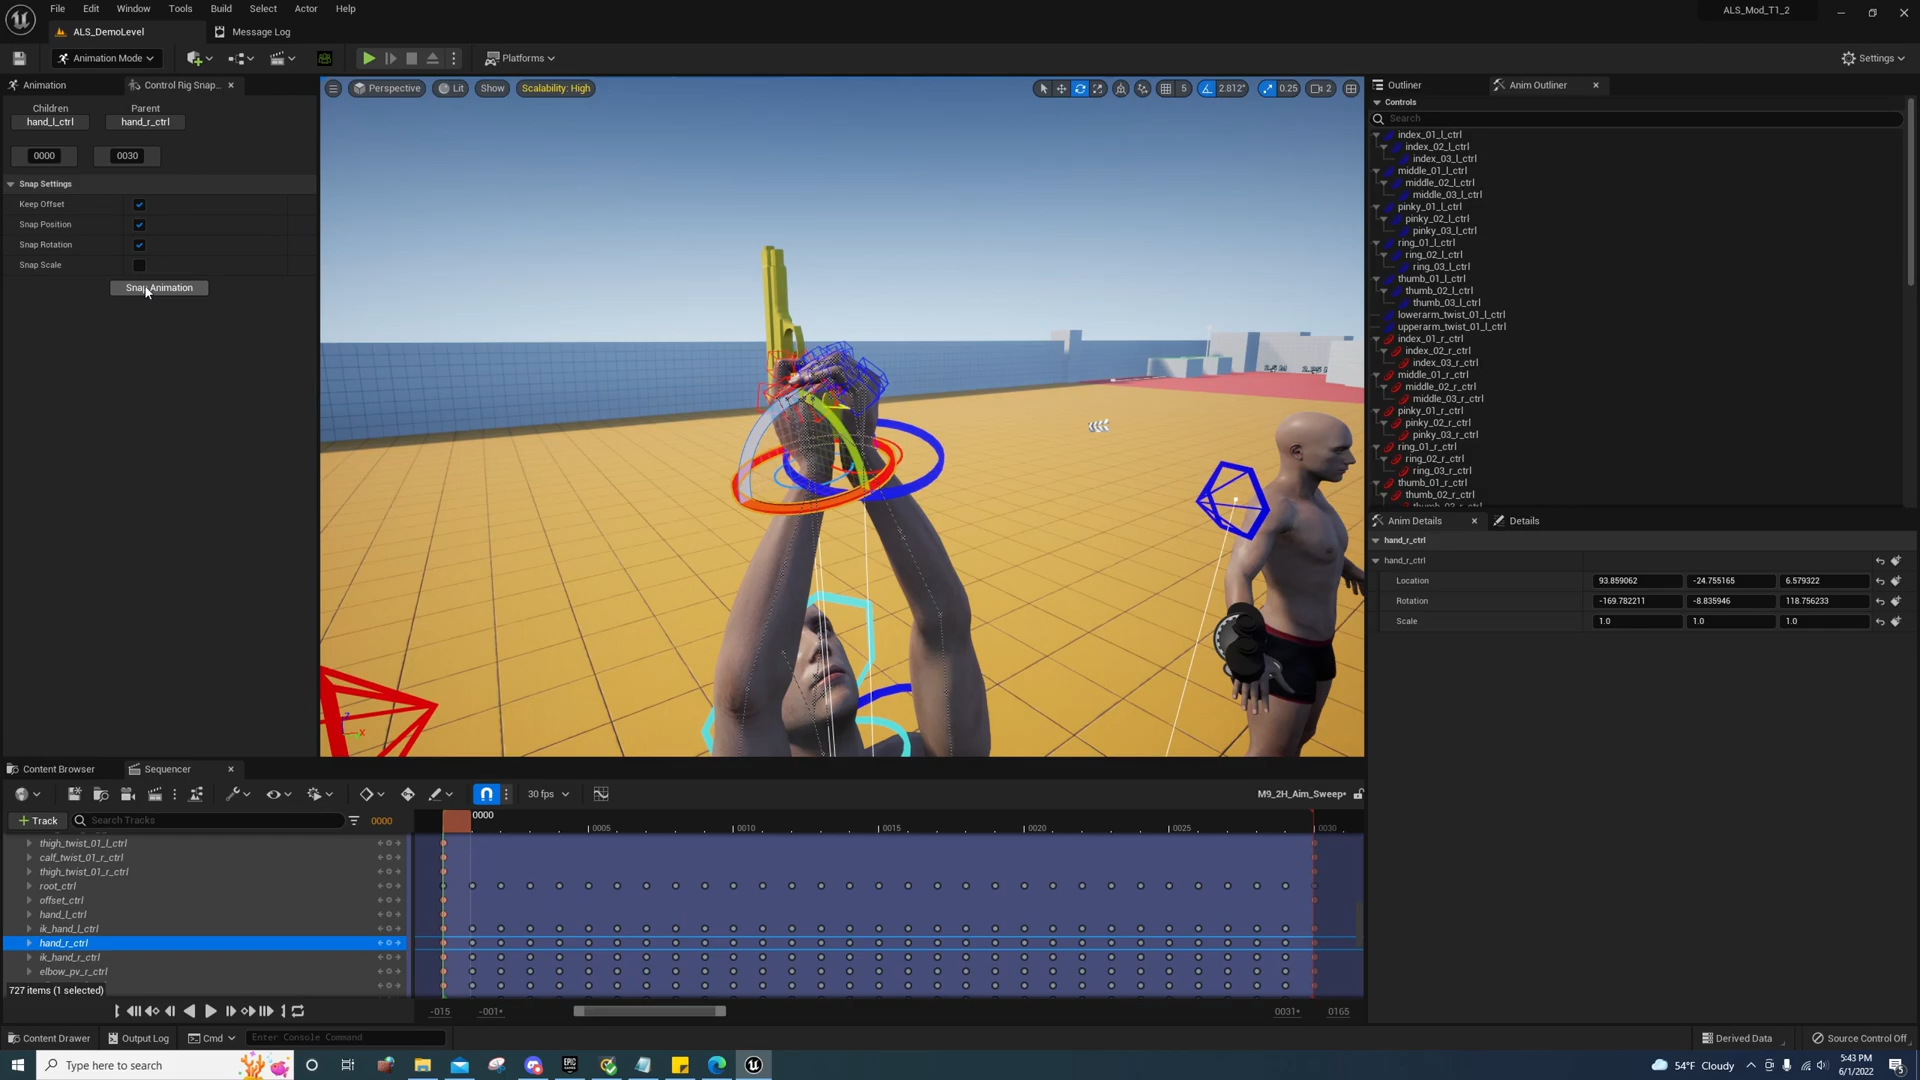 File Edit Window Tools Build Select Actor Help
ALS_Mod_T1_2
ALS_DemoLevel
Message Log
Animation Mode
Platforms
Settings
Animation
Control Rig Snap...
Children Parent
hand_l_ctrl hand_r_ctrl
0000 0030
Snap Settings
Keep Offset
Snap Position
Snap Rotation
Snap Scale
Snap Animation
Perspective Lit Show Scalability: High
5 2.812° 0.25 2
Outliner Anim Outliner
Controls
Search
index_01_l_ctrl
index_02_l_ctrl
index_03_l_ctrl
middle_01_l_ctrl
middle_02_l_ctrl
middle_03_l_ctrl
pinky_01_l_ctrl
pinky_02_l_ctrl
pinky_03_l_ctrl
ring_01_l_ctrl
ring_02_l_ctrl
ring_03_l_ctrl
thumb_01_l_ctrl
thumb_02_l_ctrl
thumb_03_l_ctrl
lowerarm_twist_01_l_ctrl
upperarm_twist_01_l_ctrl
index_01_r_ctrl
index_02_r_ctrl
index_03_r_ctrl
middle_01_r_ctrl
middle_02_r_ctrl
middle_03_r_ctrl
pinky_01_r_ctrl
pinky_02_r_ctrl
pinky_03_r_ctrl
ring_01_r_ctrl
ring_02_r_ctrl
ring_03_r_ctrl
thumb_01_r_ctrl
thumb_02_r_ctrl
Anim Details Details
hand_r_ctrl
hand_r_ctrl
Location 93.859062 -24.755165 6.579322
Rotation -169.782211 -8.835946 118.756233
Scale 1.0 1.0 1.0
Content Browser Sequencer
30 fps
M9_2H_Aim_Sweep*
Track Search Tracks 0000
0000
0005 0010 0015 0020 0025 0030
thigh_twist_01_l_ctrl
calf_twist_01_r_ctrl
thigh_twist_01_r_ctrl
root_ctrl
offset_ctrl
hand_l_ctrl
ik_hand_l_ctrl
hand_r_ctrl
ik_hand_r_ctrl
elbow_pv_r_ctrl
727 items (1 selected)
-015 -001+ 0031+ 0165
Content Drawer Output Log Cmd Enter Console Command
Derived Data Source Control Off
Type here to search
54°F Cloudy
5:43 PM
6/1/2022